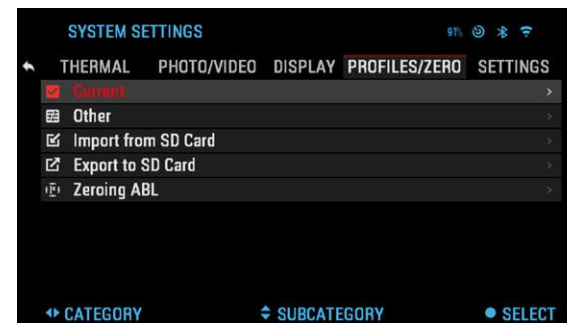 SYSTEM SETTINGS 91%
THERMAL PHOTO/VIDEO DISPLAY PROFILES/ZERO SETTINGS
Current
Other
Import from SD Card
Export to SD Card
Zeroing ABL
CATEGORY SUBCATEGORY SELECT